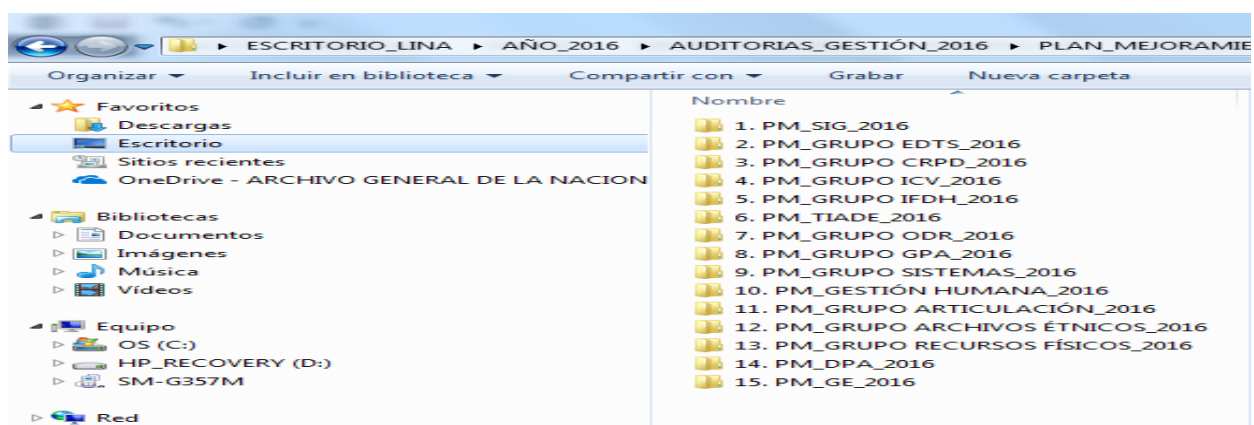 ESCRITORIO_LINA ▸ AÑO_2016 ▸ AUDITORIAS_GESTIÓN_2016 ▸ PLAN_MEJORAMIE
Organizar Incluir en biblioteca Compartir con Grabar Nueva carpeta
Favoritos
Descargas
Escritorio
Sitios recientes
OneDrive - ARCHIVO GENERAL DE LA NACION
Bibliotecas
Documentos
Imágenes
Música
Vídeos
Equipo
OS (C:)
HP_RECOVERY (D:)
SM-G357M
Red
Nombre
1. PM_SIG_2016
2. PM_GRUPO EDTS_2016
3. PM_GRUPO CRPD_2016
4. PM_GRUPO ICV_2016
5. PM_GRUPO IFDH_2016
6. PM_TIADE_2016
7. PM_GRUPO ODR_2016
8. PM_GRUPO GPA_2016
9. PM_GRUPO SISTEMAS_2016
10. PM_GESTIÓN HUMANA_2016
11. PM_GRUPO ARTICULACIÓN_2016
12. PM_GRUPO ARCHIVOS ÉTNICOS_2016
13. PM_GRUPO RECURSOS FÍSICOS_2016
14. PM_DPA_2016
15. PM_GE_2016